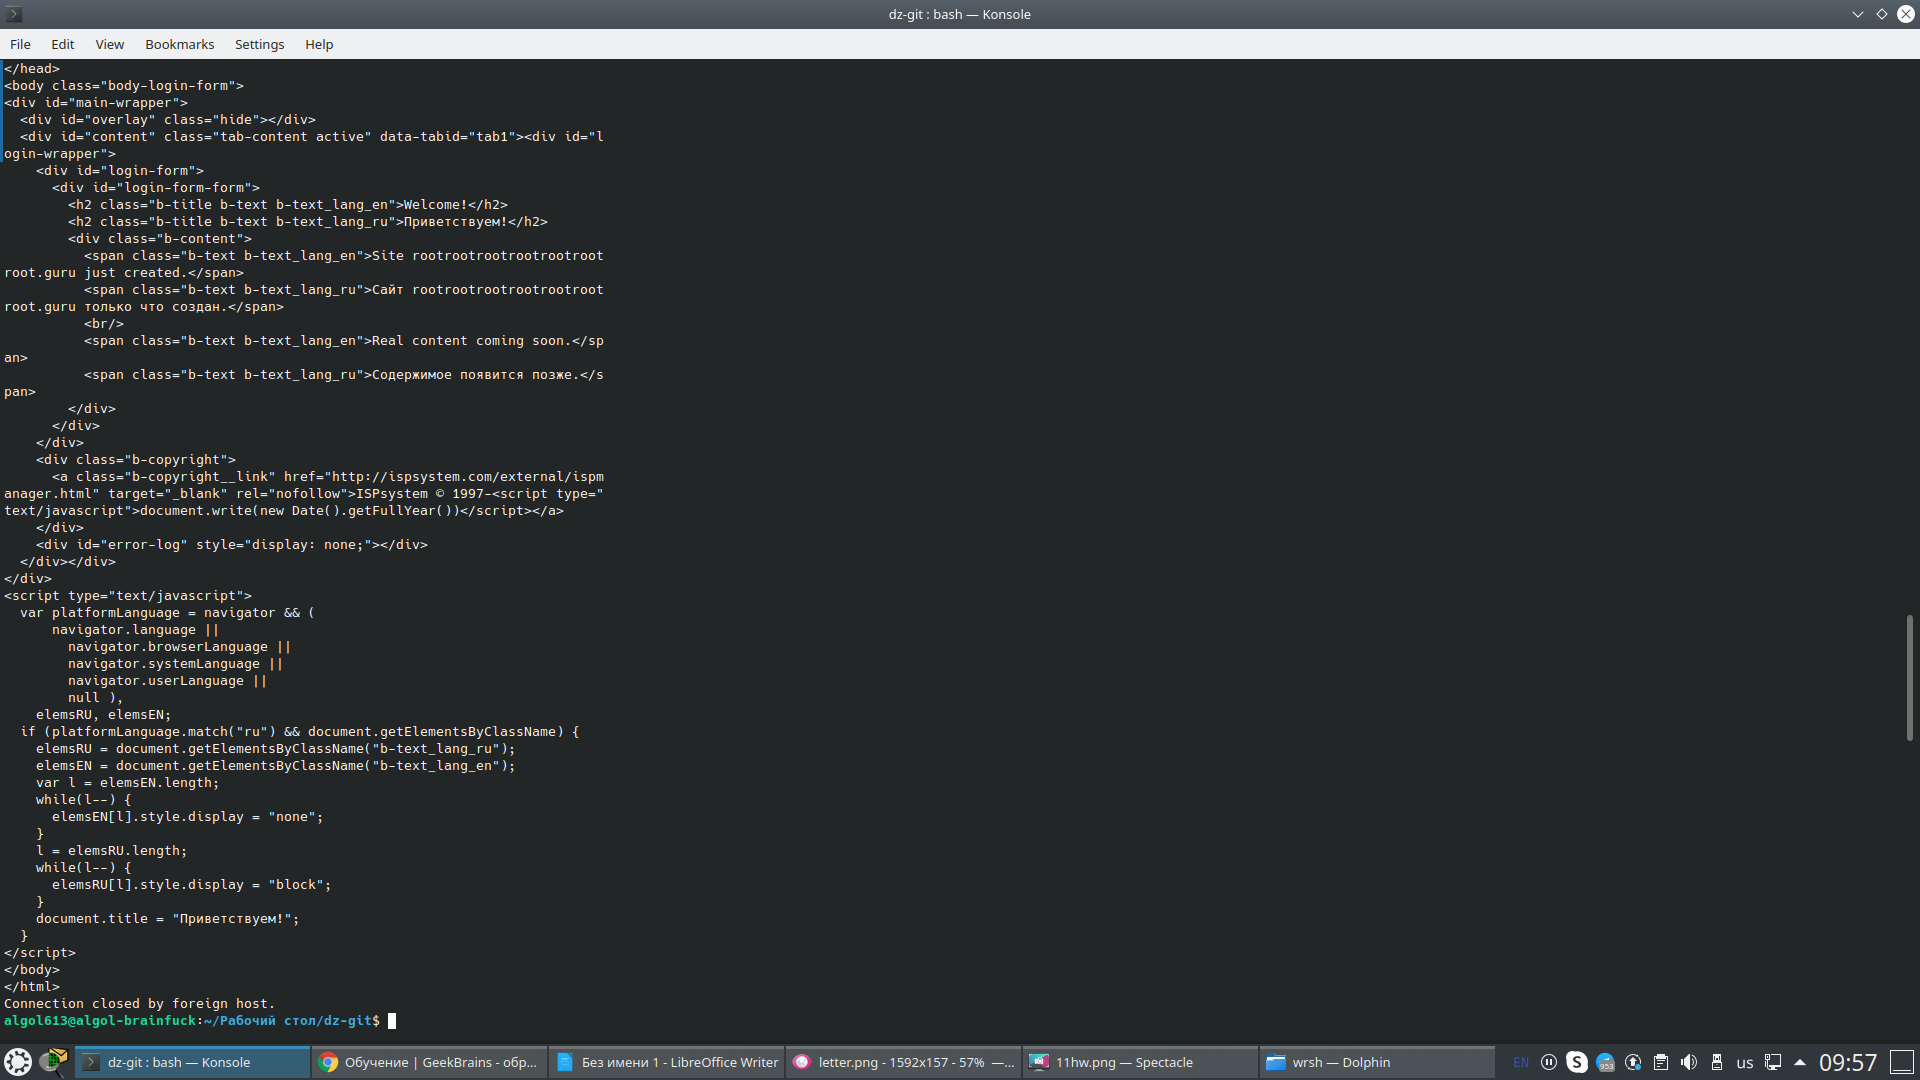 dz-git : bash — Konsole
File Edit View Bookmarks Settings Help
</head>
<body class="body-login-form">
<div id="main-wrapper">
  <div id="overlay" class="hide"></div>
  <div id="content" class="tab-content active" data-tabid="tab1"><div id="l
ogin-wrapper">
    <div id="login-form">
      <div id="login-form-form">
        <h2 class="b-title b-text b-text_lang_en">Welcome!</h2>
        <h2 class="b-title b-text b-text_lang_ru">Приветствуем!</h2>
        <div class="b-content">
          <span class="b-text b-text_lang_en">Site rootrootrootrootrootroot
root.guru just created.</span>
          <span class="b-text b-text_lang_ru">Сайт rootrootrootrootrootroot
root.guru только что создан.</span>
          <br/>
          <span class="b-text b-text_lang_en">Real content coming soon.</sp
an>
          <span class="b-text b-text_lang_ru">Содержимое появится позже.</s
pan>
        </div>
      </div>
    </div>
    <div class="b-copyright">
      <a class="b-copyright__link" href="http://ispsystem.com/external/ispm
anager.html" target="_blank" rel="nofollow">ISPsystem © 1997-<script type="
text/javascript">document.write(new Date().getFullYear())</script></a>
    </div>
    <div id="error-log" style="display: none;"></div>
  </div></div>
</div>
<script type="text/javascript">
  var platformLanguage = navigator && (
      navigator.language ||
        navigator.browserLanguage ||
        navigator.systemLanguage ||
        navigator.userLanguage ||
        null ),
    elemsRU, elemsEN;
  if (platformLanguage.match("ru") && document.getElementsByClassName) {
    elemsRU = document.getElementsByClassName("b-text_lang_ru");
    elemsEN = document.getElementsByClassName("b-text_lang_en");
    var l = elemsEN.length;
    while(l--) {
      elemsEN[l].style.display = "none";
    }
    l = elemsRU.length;
    while(l--) {
      elemsRU[l].style.display = "block";
    }
    document.title = "Приветствуем!";
  }
</script>
</body>
</html>
Connection closed by foreign host.
algol613@algol-brainfuck:~/Рабочий стол/dz-git$
dz-git : bash — Konsole
Обучение | GeekBrains - обр...
Без имени 1 - LibreOffice Writer
letter.png - 1592x157 - 57% —...
11hw.png — Spectacle
wrsh — Dolphin
EN
953
us
09:57